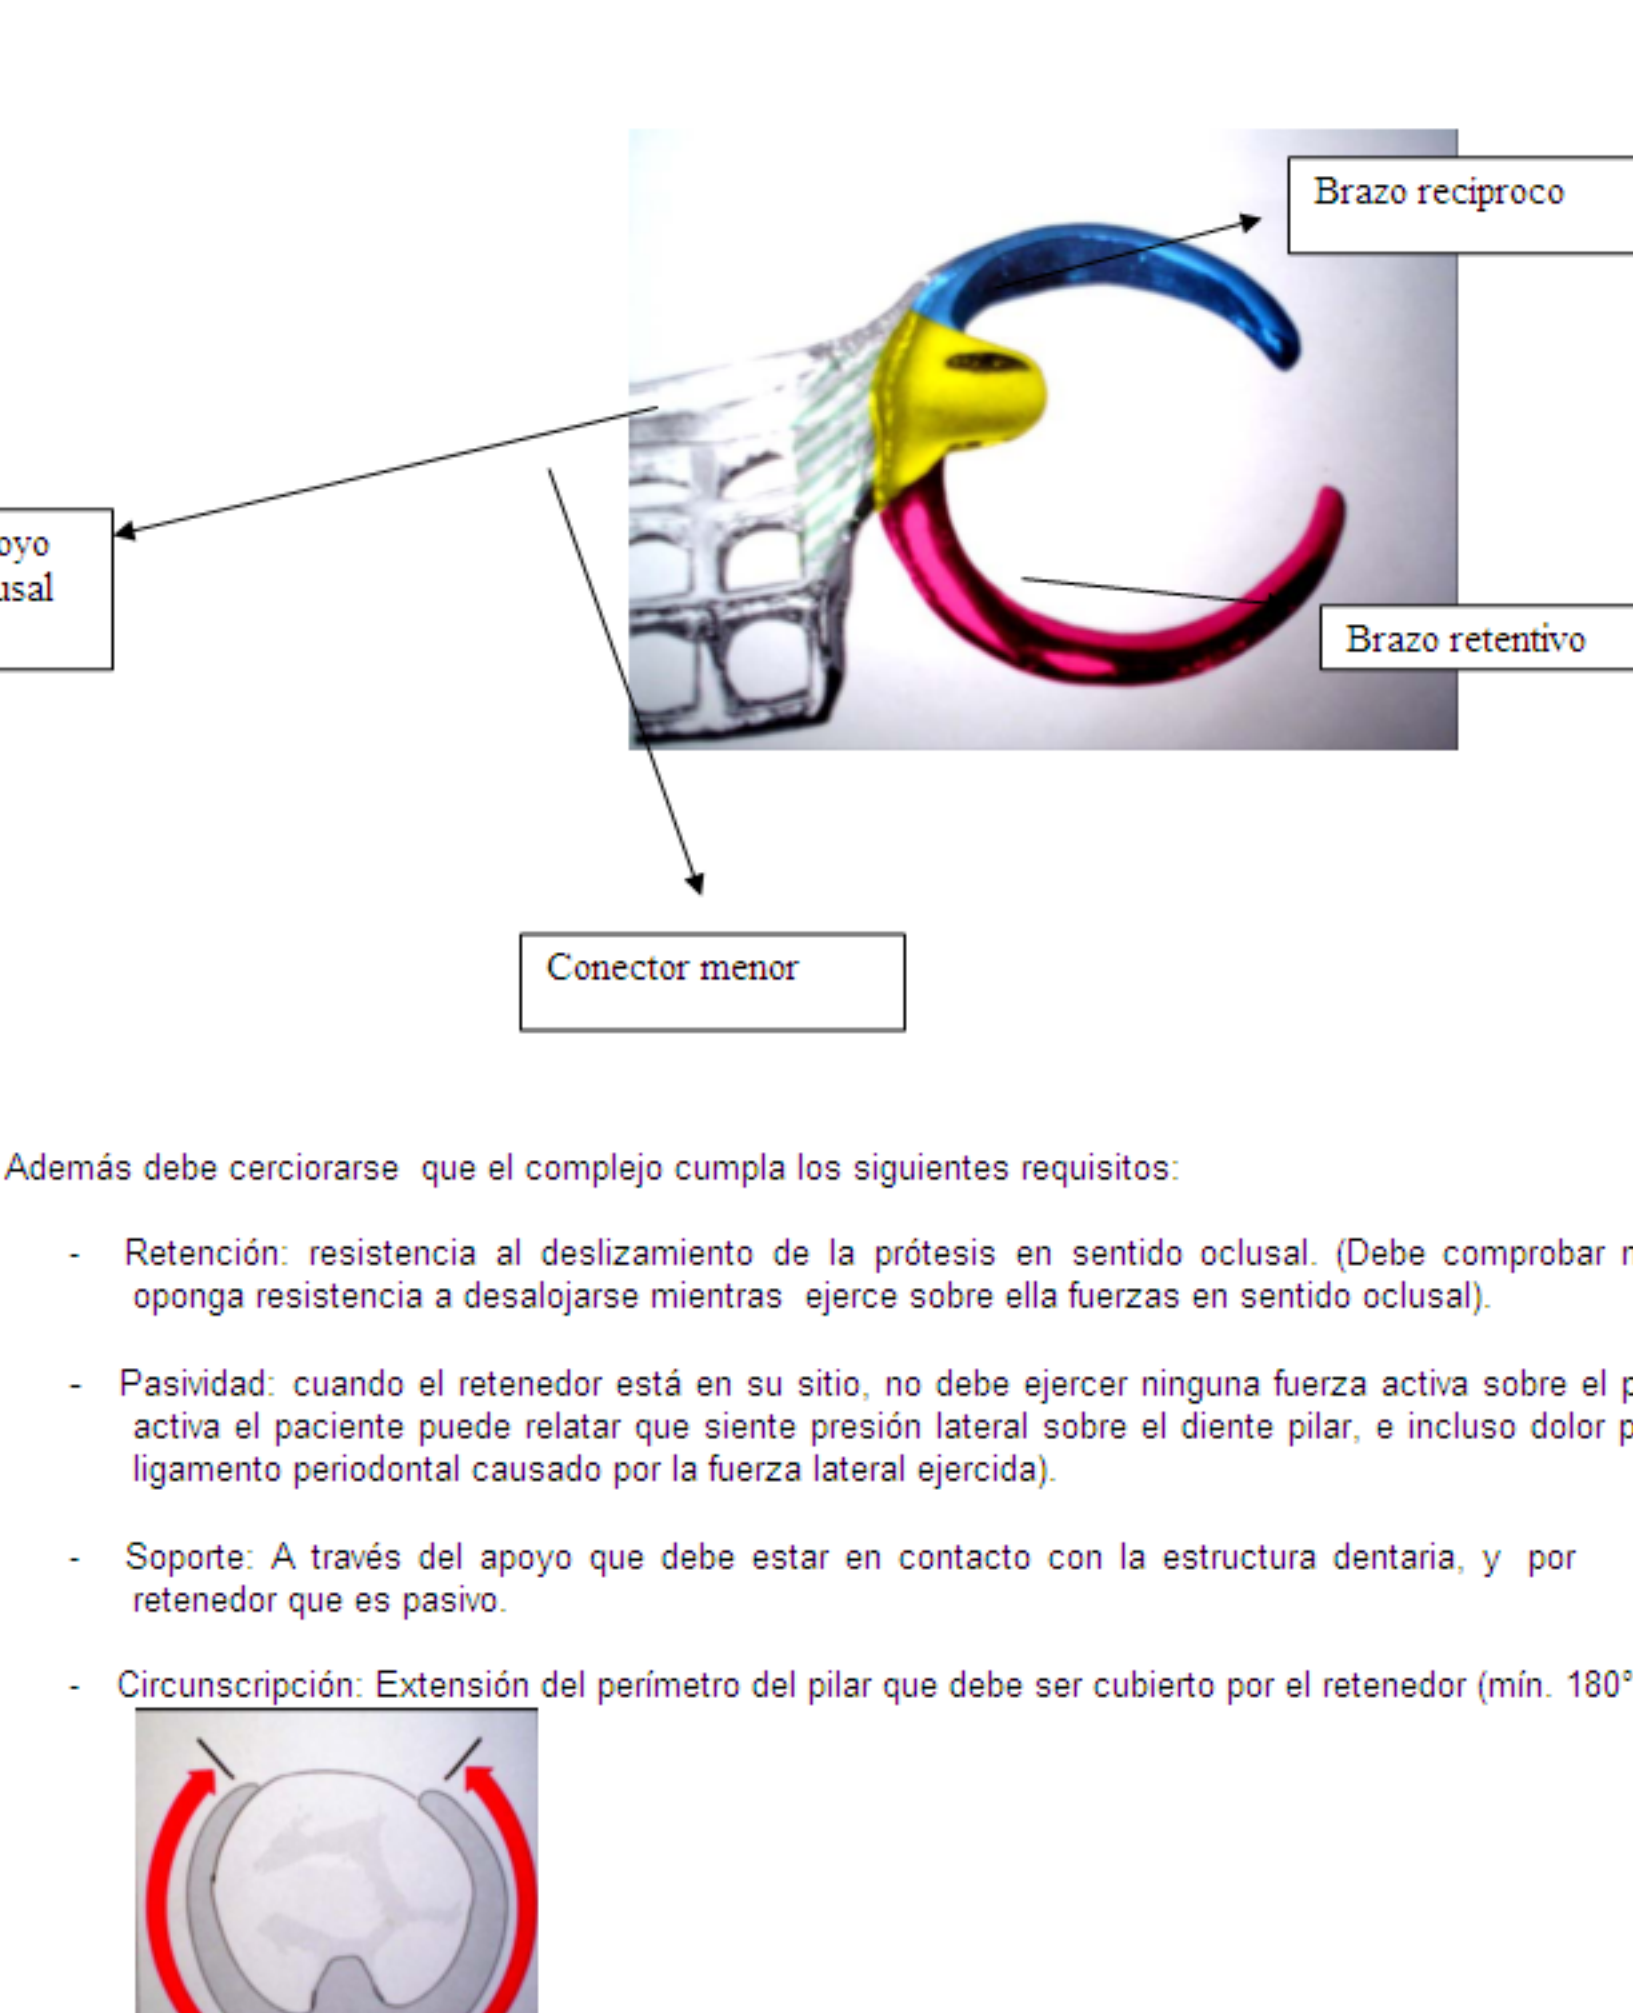 Brazo reciproco
oyo
usal
Brazo retentivo
Conector menor
Además debe cerciorarse que el complejo cumpla los siguientes requisitos:
- Retención: resistencia al deslizamiento de la prótesis en sentido oclusal. (Debe comprobar
oponga resistencia a desalojarse mientras ejerce sobre ella fuerzas en sentido oclusal).
- Pasividad: cuando el retenedor está en su sitio, no debe ejercer ninguna fuerza activa sobre el
activa el paciente puede relatar que siente presión lateral sobre el diente pilar, e incluso dolor
ligamento periodontal causado por la fuerza lateral ejercida).
- Soporte: A través del apoyo que debe estar en contacto con la estructura dentaria, y por
retenedor que es pasivo.
- Circunscripción: Extensión del perímetro del pilar que debe ser cubierto por el retenedor (mín. 180°